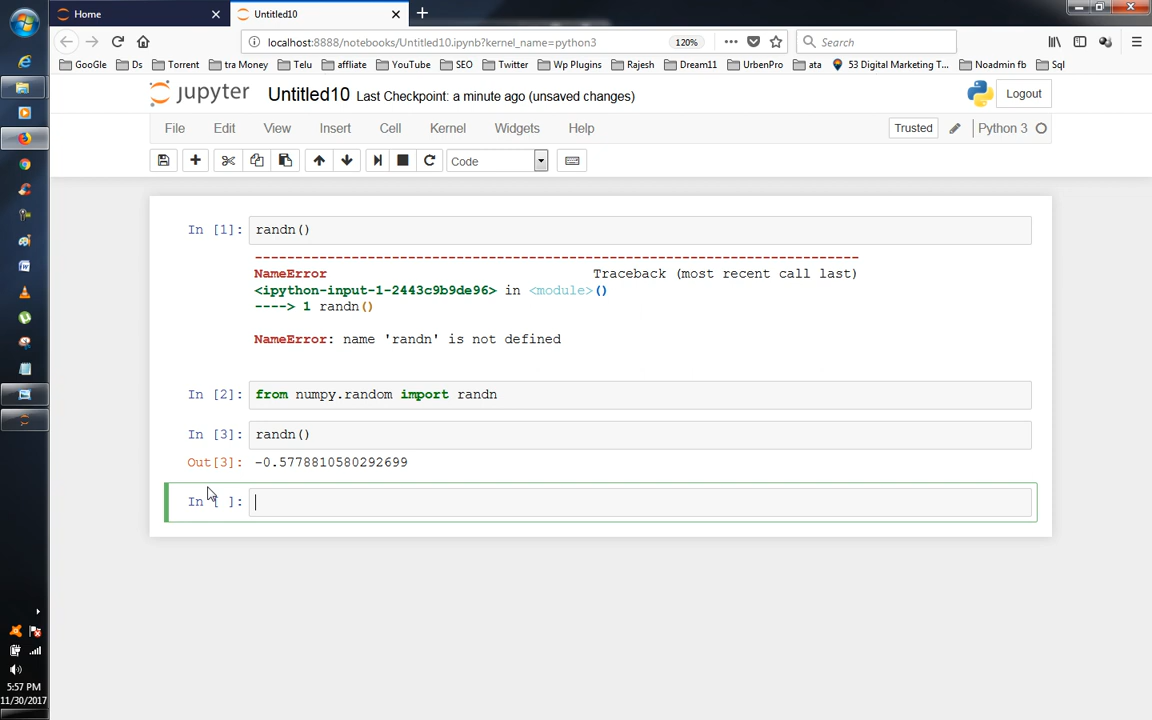 Home
Untitled10
localhost:8888/notebooks/Untitled10.ipynb?kernel_name=python3
120%
Search
GooGle Ds Torrent tra Money Telu affliate YouTube SEO Twitter Wp Plugins Rajesh Dream11 UrbenPro ata 53 Digital Marketing T... Noadmin fb Sql
jupyter Untitled10 Last Checkpoint: a minute ago (unsaved changes) Logout
File Edit View Insert Cell Kernel Widgets Help Trusted Python 3
Code
In [1]: randn()
---------------------------------------------------------------------------
NameError Traceback (most recent call last)
<ipython-input-1-2443c9b9de96> in <module>()
----> 1 randn()
NameError: name 'randn' is not defined
In [2]: from numpy.random import randn
In [3]: randn()
Out[3]: -0.5778810580292699
In [ ]:
5:57 PM
11/30/2017